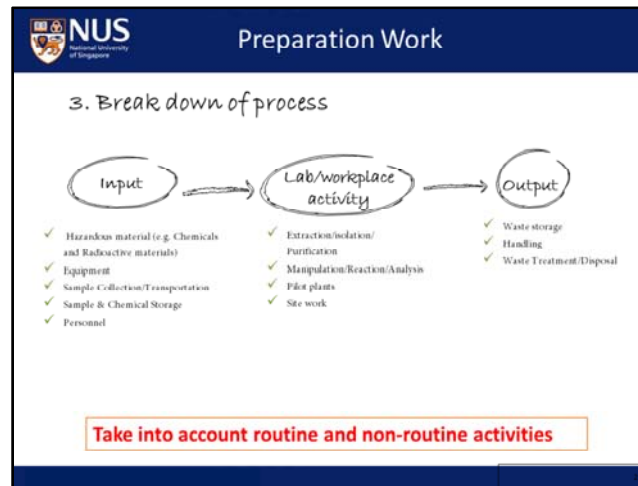 NUS
National University
of Singapore
Preparation Work
3. Break down of process
Input
Lab/workplace
activity
Output
Hazardous material (e.g. Chemicals
and Radioactive materials)
Equipment
Sample Collection/Transportation
Sample & Chemical Storage
Personnel
Extraction/isolation/
Purification
Manipulation/Reaction/Analysis
Pilot plants
Site work
Waste storage
Handling
Waste Treatment/Disposal
Take into account routine and non-routine activities